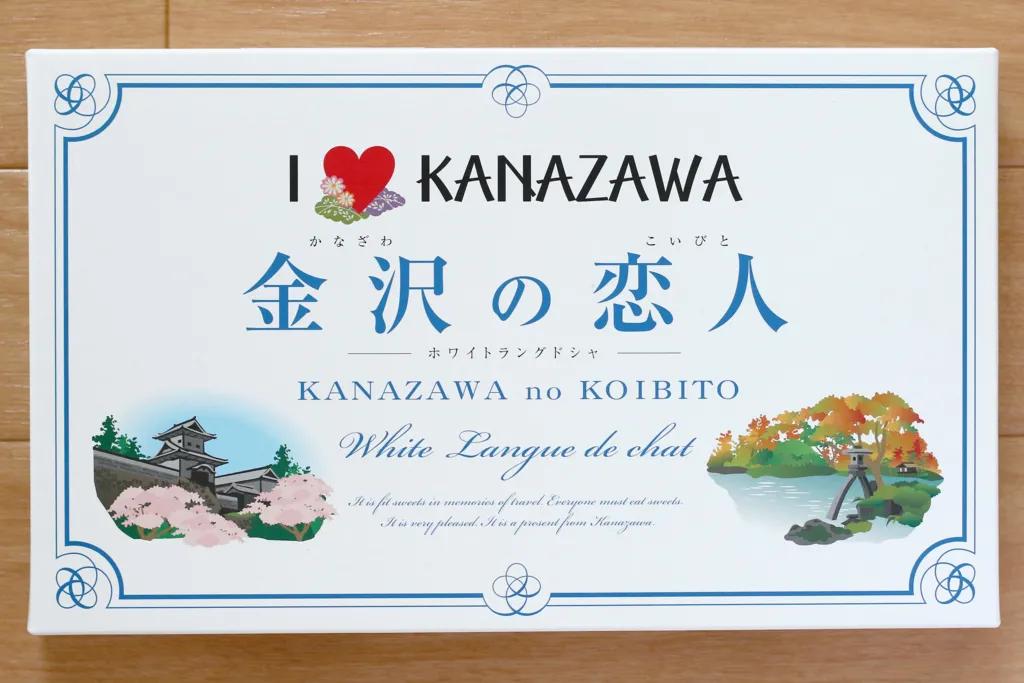 I ❤ KANAZAWA
かなざわ こいびと
金沢の恋人
ホワイトラングドシャ
KANAZAWA no KOIBITO
White Langue de chat
It is fit sweets in memories of travel. Everyone must eat sweets.
It is very pleased. It is a present from Kanazawa.